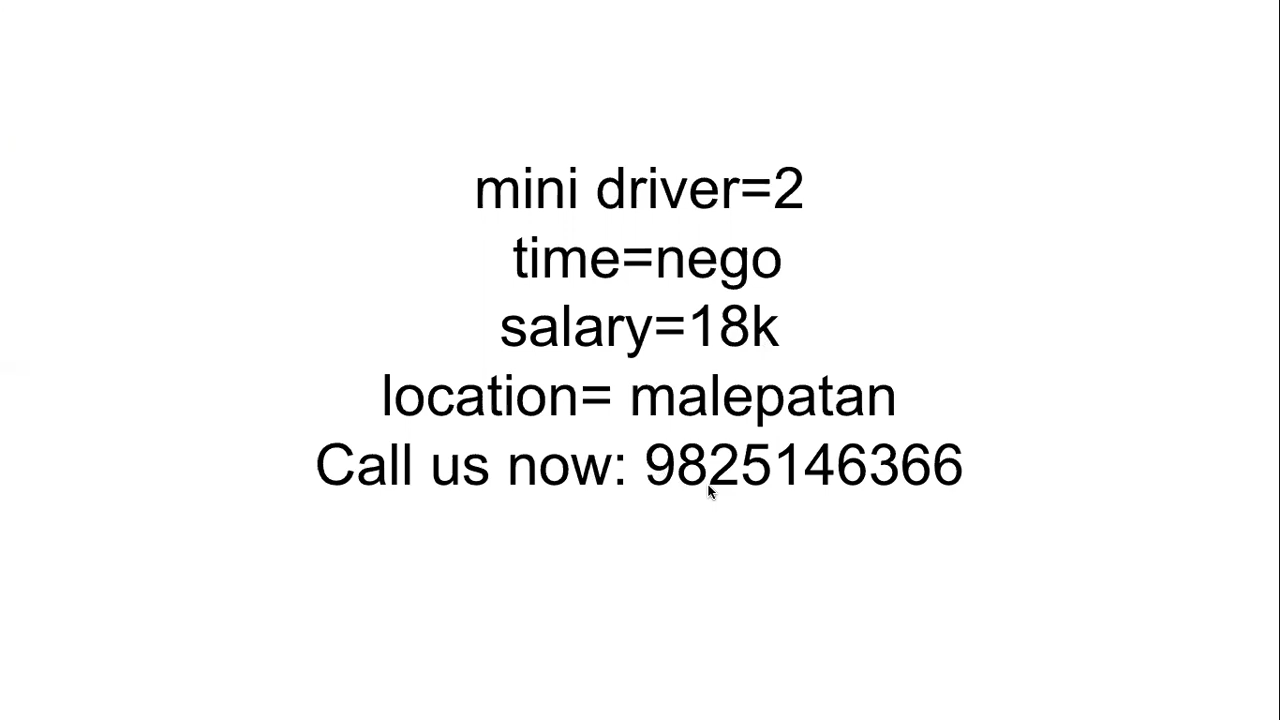 mini driver=2
time=nego
salary=18k
location= malepatan
Call us now: 9825146366